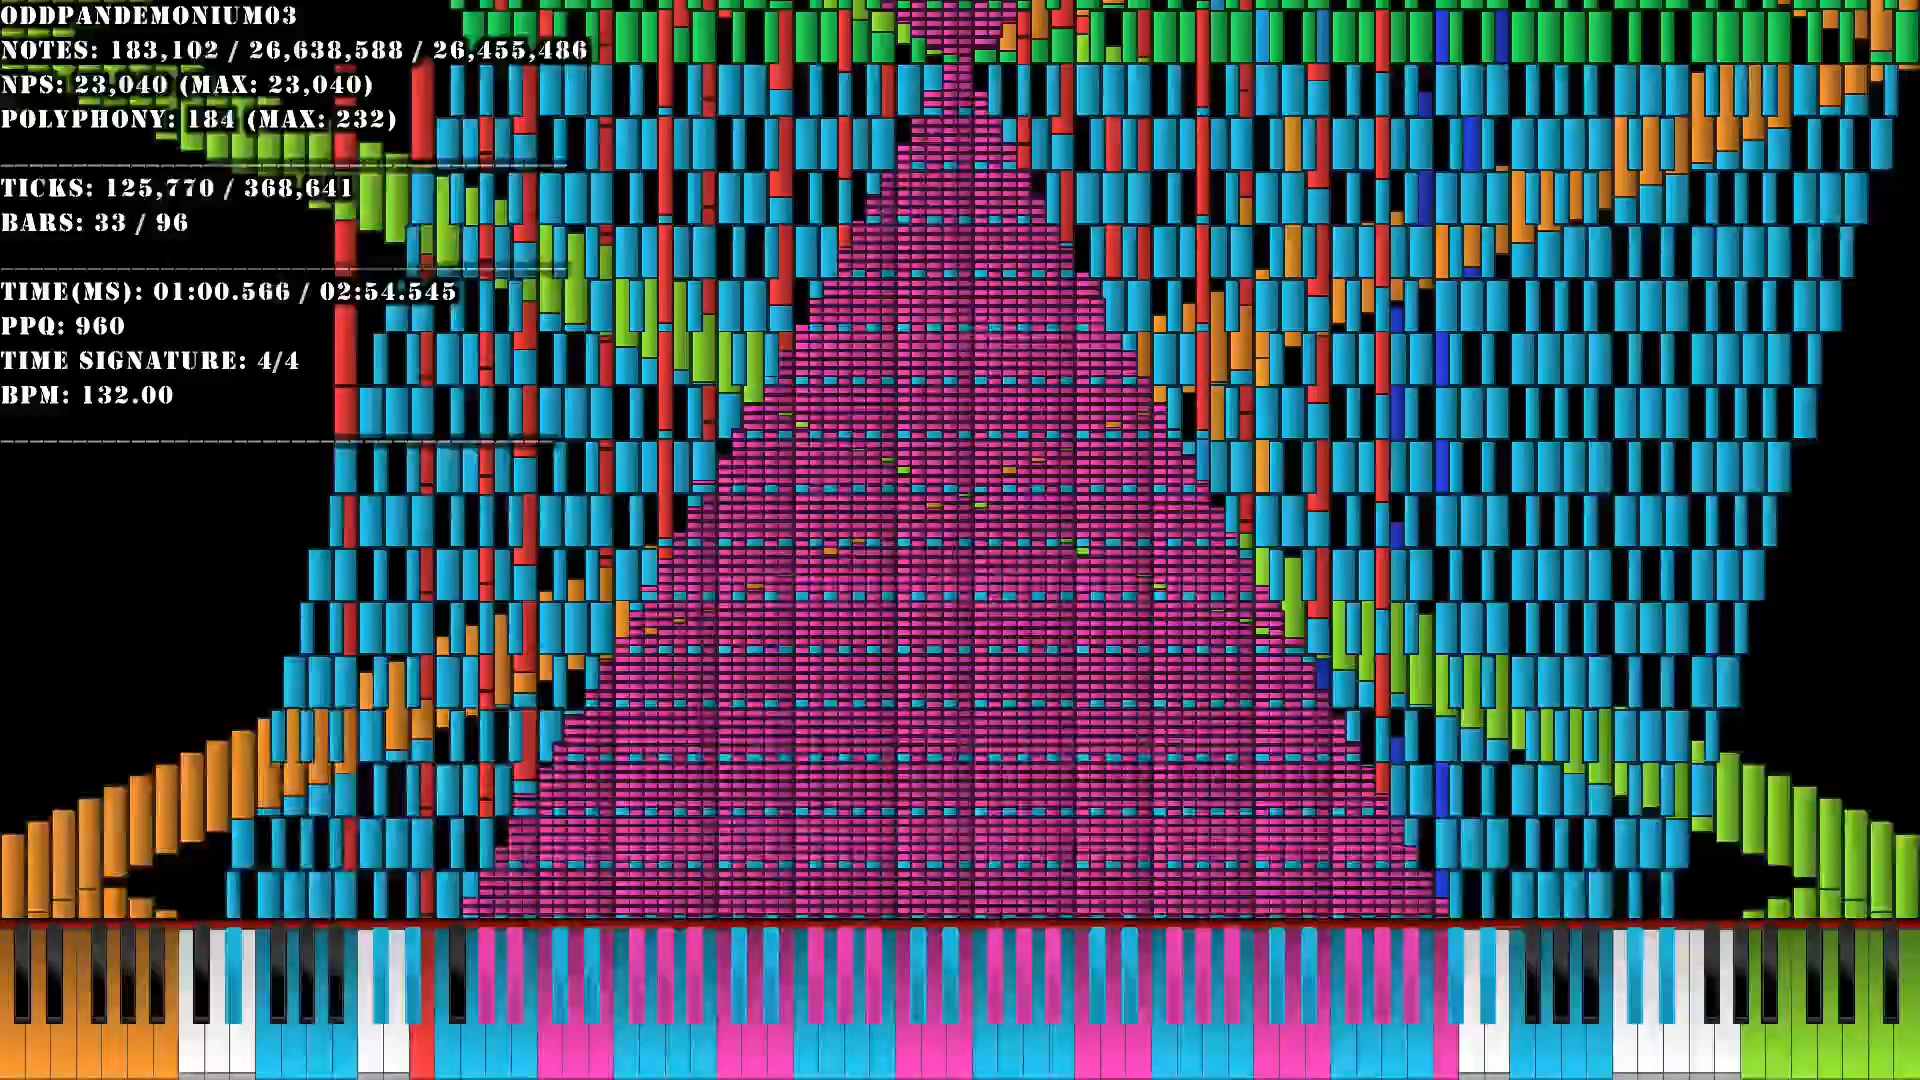 ODDPANDEMONIUM03
NOTES: 183,102 / 26,638,588 / 26,455,486
NPS: 23,040 (MAX: 23,040)
POLYPHONY: 184 (MAX: 232)
TICKS: 125,770 / 368,641
BARS: 33 / 96
TIME(MS): 01:00.566 / 02:54.545
PPQ: 960
TIME SIGNATURE: 4/4
BPM: 132.00